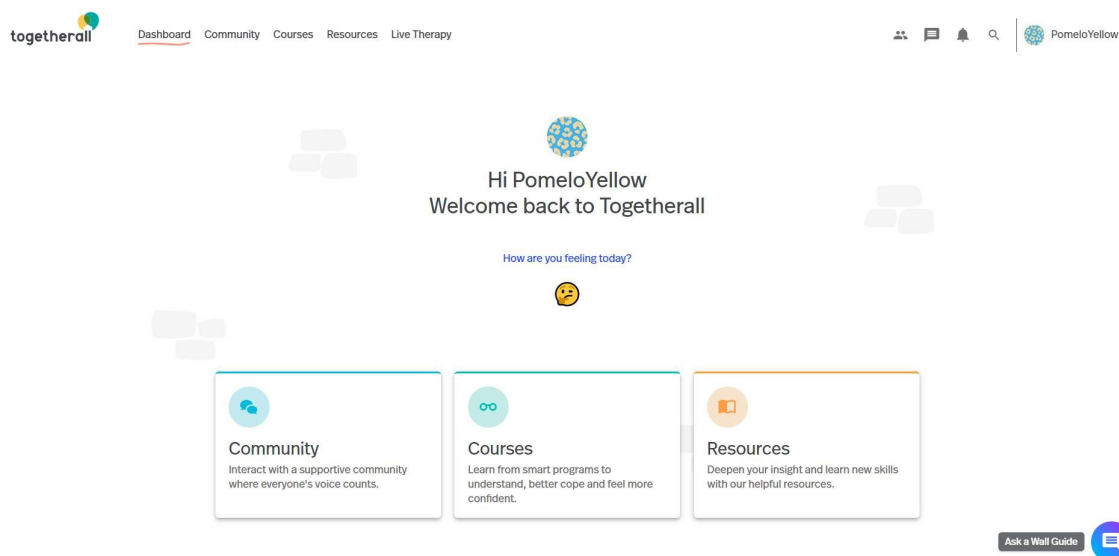 togetherall
Dashboard Community Courses Resources Live Therapy
PomeloYellow
Hi PomeloYellow
Welcome back to Togetherall
How are you feeling today?
Community
Interact with a supportive community
where everyone's voice counts.
Courses
Learn from smart programs to
understand, better cope and feel more
confident.
Resources
Deepen your insight and learn new skills
with our helpful resources.
Ask a Wall Guide